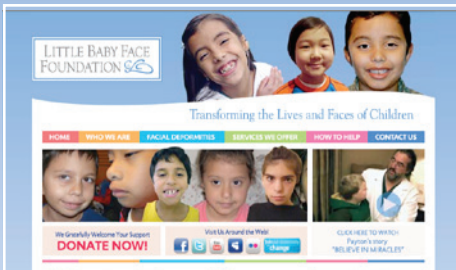 LITTLE BABY FACE
FOUNDATION
Transforming the Lives and Faces of Children
HOME WHO WE ARE FACIAL DEFORMITIES SERVICES WE OFFER HOW TO HELP CONTACT US
We Gratefully Welcome Your Support
DONATE NOW!
Visit Us Around the Web!
change
CLICK HERE TO WATCH
Payton's story
"BELIEVE IN MIRACLES"